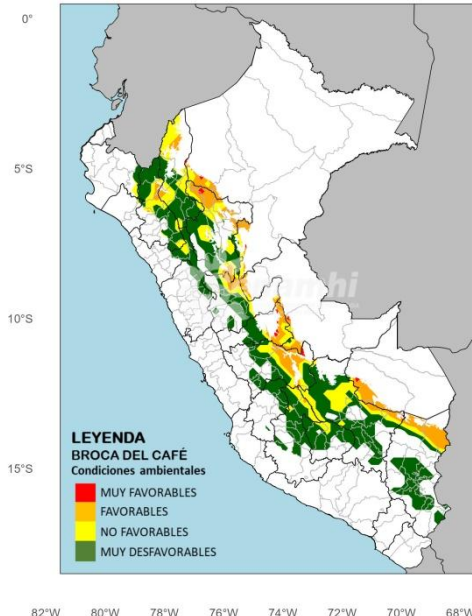 0°
5°S
10°S
15°S
LEYENDA
BROCA DEL CAFÉ
Condiciones ambientales
MUY FAVORABLES
FAVORABLES
NO FAVORABLES
MUY DESFAVORABLES
82°W 80°W 78°W 76°W 74°W 72°W 70°W 68°W